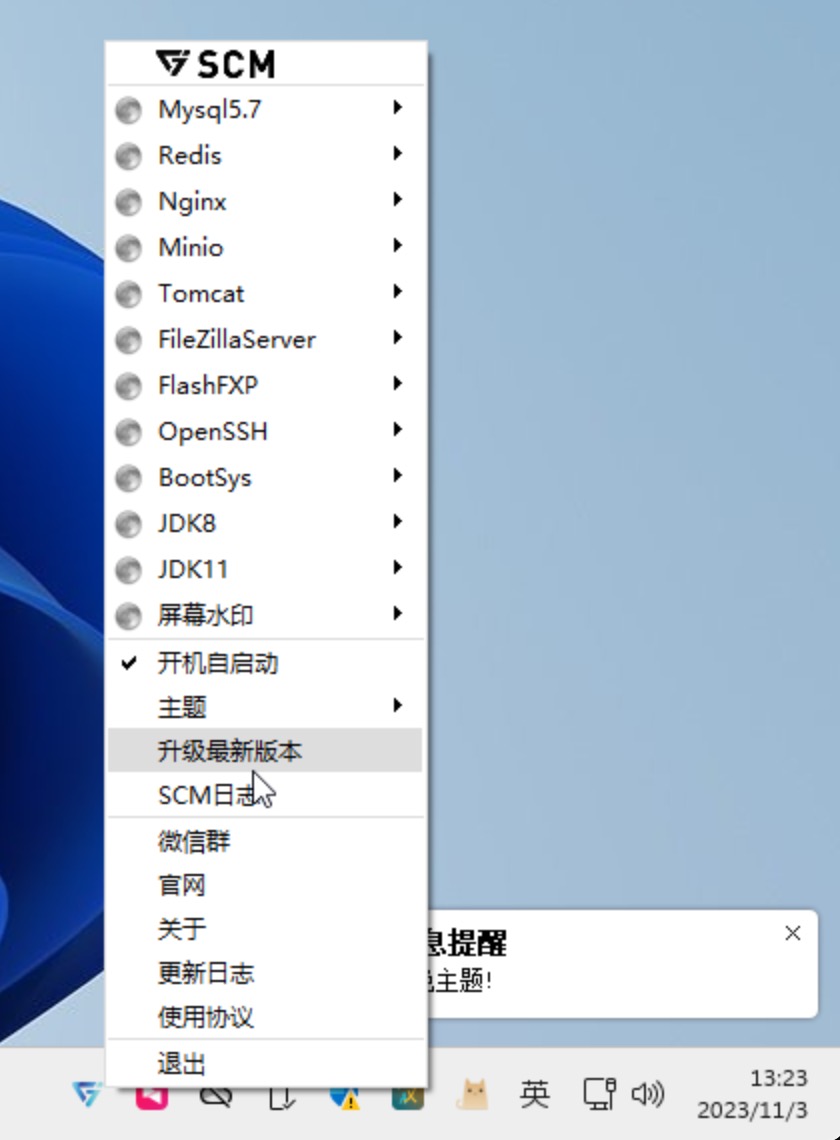 SCM
Mysql5.7
Redis
Nginx
Minio
Tomcat
FileZillaServer
FlashFXP
OpenSSH
BootSys
JDK8
JDK11
屏幕水印
开机自启动
主题
升级最新版本
SCM日志
微信群
官网
关于
更新日志
使用协议
退出
息提醒
色主题!
汉
英
13:23
2023/11/3